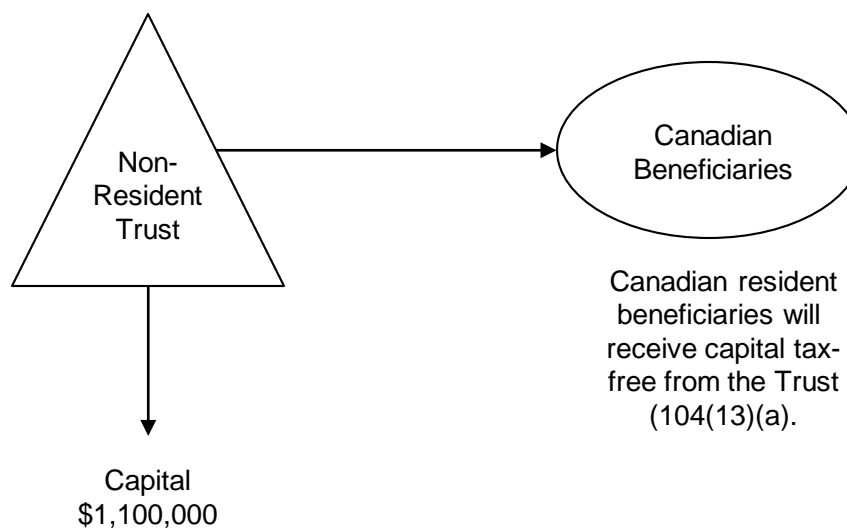 Non-
Resident
Trust
Canadian
Beneficiaries
Canadian resident
beneficiaries will
receive capital tax-
free from the Trust
(104(13)(a).
Capital
$1,100,000